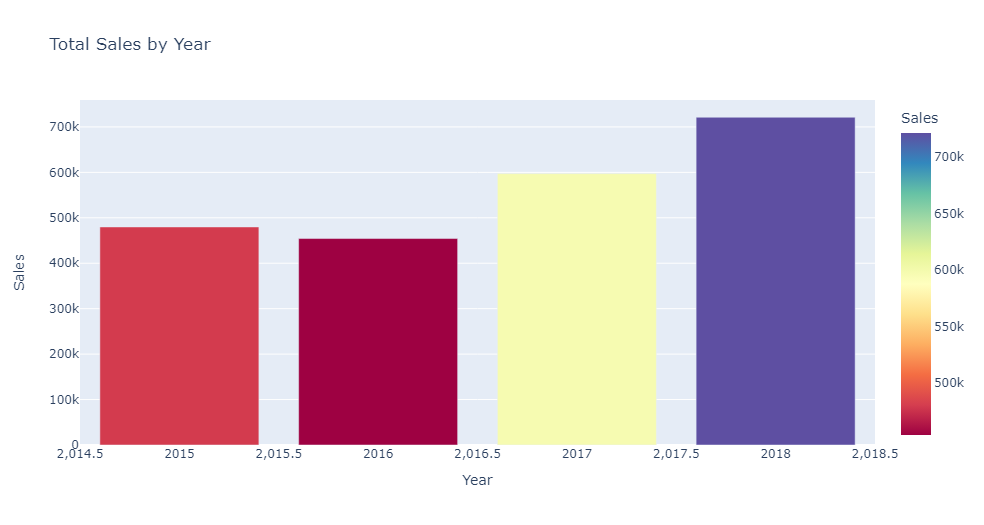 Total Sales by Year
Sales
700k
600k
500k
400k
300k
200k
100k
0
2,014.5 2015 2,015.5 2016 2,016.5 2017 2,017.5 2018 2,018.5
Year
Sales
700k
650k
600k
550k
500k